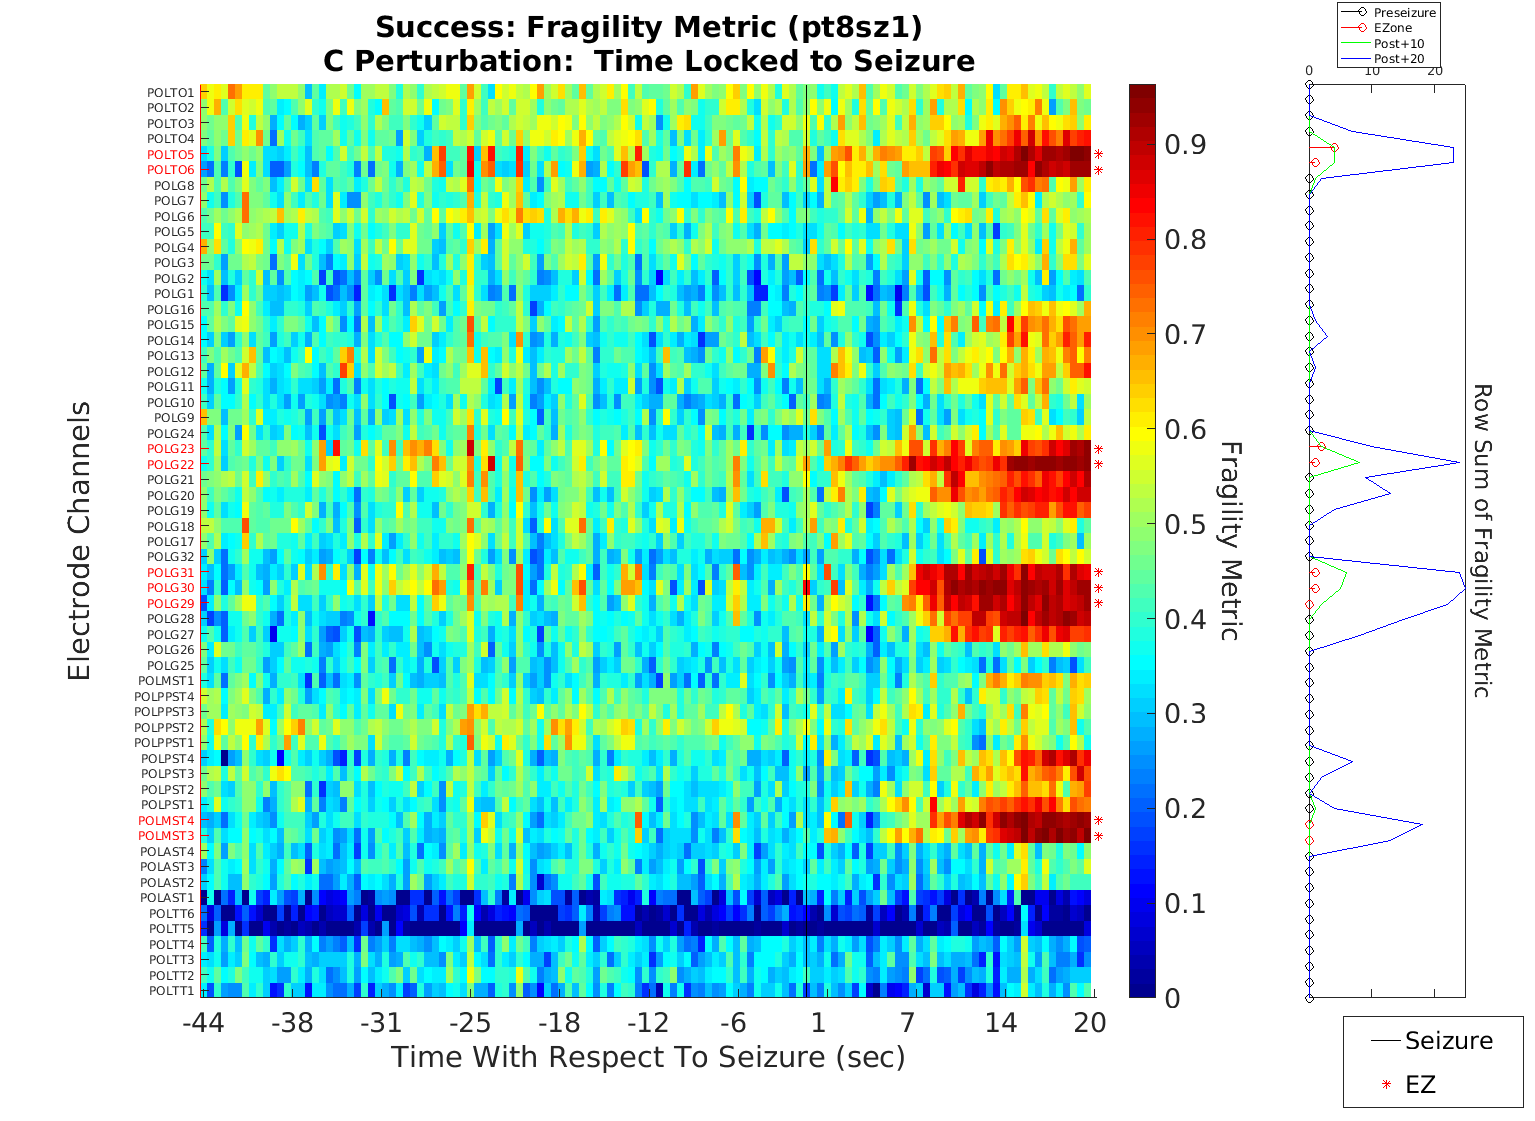 Success: Fragility Metric (pt8sz1)
C Perturbation:  Time Locked to Seizure
Preseizure
EZone
Post+10
Post+20
0 10 20
POLTO1
POLTO2
POLTO3
POLTO4
POLTO5
POLTO6
POLG8
POLG7
POLG6
POLG5
POLG4
POLG3
POLG2
POLG1
POLG16
POLG15
POLG14
POLG13
POLG12
POLG11
POLG10
POLG9
POLG24
POLG23
POLG22
POLG21
POLG20
POLG19
POLG18
POLG17
POLG32
POLG31
POLG30
POLG29
POLG28
POLG27
POLG26
POLG25
POLMST1
POLPPST4
POLPPST3
POLPPST2
POLPPST1
POLPST4
POLPST3
POLPST2
POLPST1
POLMST4
POLMST3
POLAST4
POLAST3
POLAST2
POLAST1
POLTT6
POLTT5
POLTT4
POLTT3
POLTT2
POLTT1
Electrode Channels
-44 -38 -31 -25 -18 -12 -6 1 7 14 20
Time With Respect To Seizure (sec)
0.9
0.8
0.7
0.6
0.5
0.4
0.3
0.2
0.1
0
Fragility Metric
Row Sum of Fragility Metric
Seizure
EZ